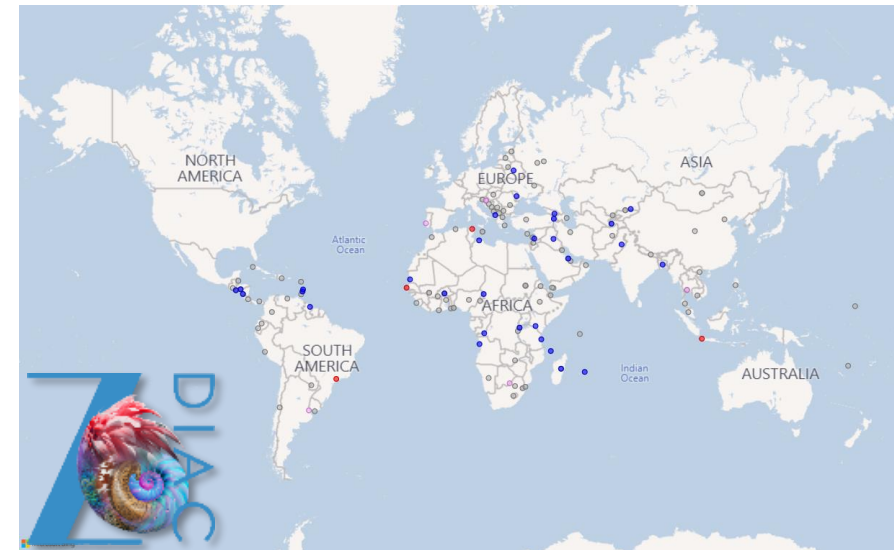 NORTH
AMERICA
EUROPE
ASIA
Atlantic
Ocean
AFRICA
SOUTH
AMERICA
Indian
Ocean
AUSTRALIA
Z
DIAC